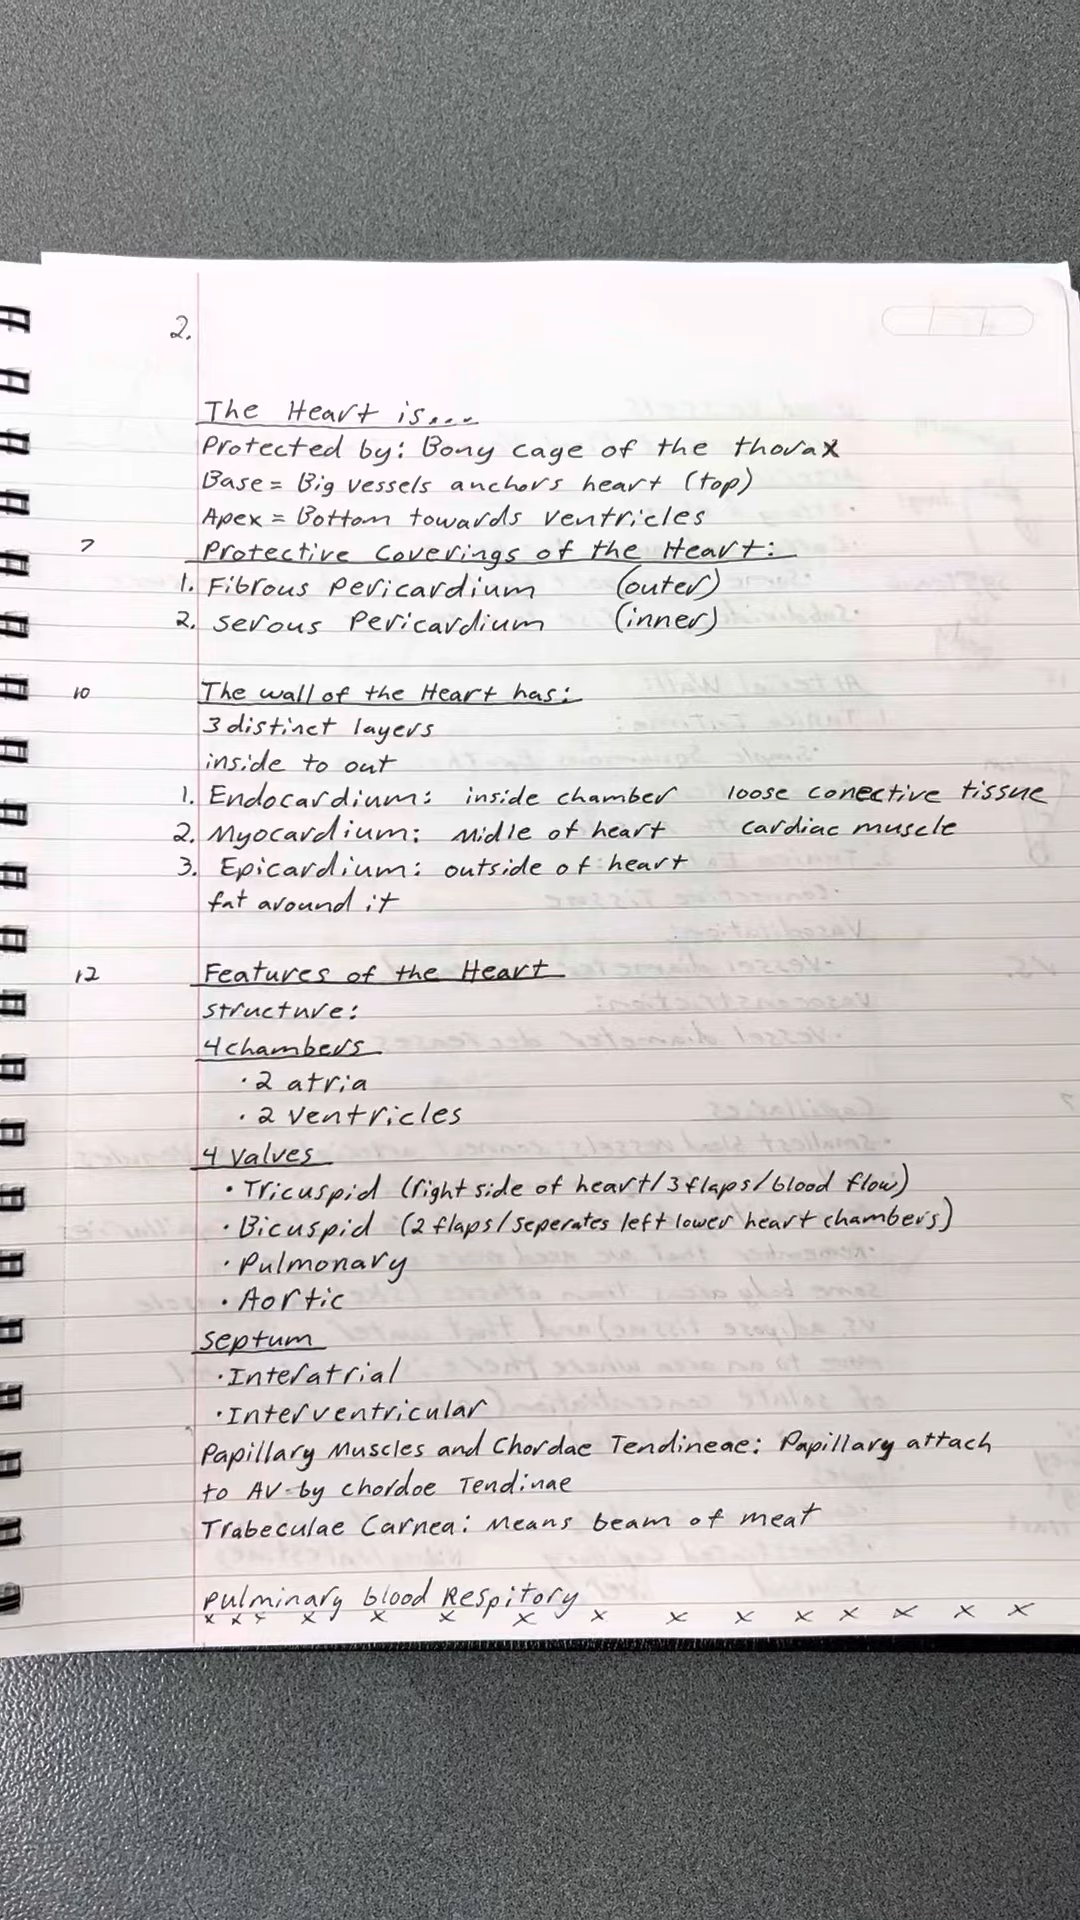 2.
The Heart is...
Protected by: Bony cage of the thorax
Base = Big vessels anchors heart (top)
Apex = Bottom towards ventricles
7 Protective Coverings of the Heart:
1. Fibrous Pericardium (outer)
2. Serous Pericardium (inner)
10 The wall of the Heart has:
3 distinct layers
inside to out
1. Endocardium: inside chamber loose conective tissue
2. Myocardium: Midle of heart cardiac muscle
3. Epicardium: outside of heart
fat around it
12 Features of the Heart
Structure:
4 chambers
• 2 atria
• 2 ventricles
4 valves
• Tricuspid (right side of heart/3 flaps/blood flow)
• Bicuspid (2 flaps/seperates left lower heart chambers)
• Pulmonary
• Aortic
Septum
• Interatrial
• Interventricular
Papillary Muscles and Chordae Tendineae: Papillary attach
to AV by chordoe Tendinae
Trabeculae Carnea: Means beam of meat
Pulminary blood Respitory
x x x x x x x x x x x x x x x